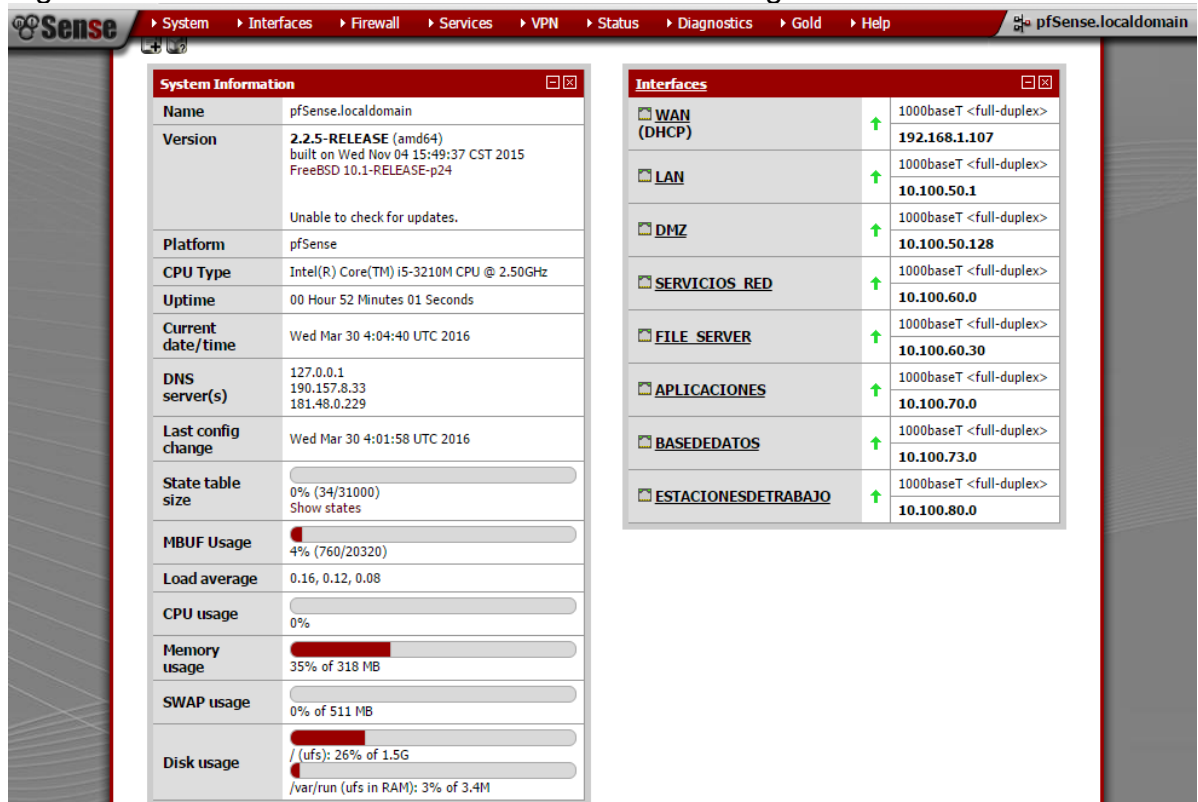 Sense
System
Interfaces
Firewall
Services
VPN
Status
Diagnostics
Gold
Help
pfSense.localdomain
System Information
Name
pfSense.localdomain
Version
2.2.5-RELEASE (amd64)
built on Wed Nov 04 15:49:37 CST 2015
FreeBSD 10.1-RELEASE-p24
Unable to check for updates.
Platform
pfSense
CPU Type
Intel(R) Core(TM) i5-3210M CPU @ 2.50GHz
Uptime
00 Hour 52 Minutes 01 Seconds
Current
date/time
Wed Mar 30 4:04:40 UTC 2016
DNS
server(s)
127.0.0.1
190.157.8.33
181.48.0.229
Last config
change
Wed Mar 30 4:01:58 UTC 2016
State table
size
0% (34/31000)
Show states
MBUF Usage
4% (760/20320)
Load average
0.16, 0.12, 0.08
CPU usage
0%
Memory
usage
35% of 318 MB
SWAP usage
0% of 511 MB
Disk usage
/ (ufs): 26% of 1.5G
/var/run (ufs in RAM): 3% of 3.4M
Interfaces
WAN
(DHCP)
1000baseT <full-duplex>
192.168.1.107
LAN
1000baseT <full-duplex>
10.100.50.1
DMZ
1000baseT <full-duplex>
10.100.50.128
SERVICIOS_RED
1000baseT <full-duplex>
10.100.60.0
FILE_SERVER
1000baseT <full-duplex>
10.100.60.30
APLICACIONES
1000baseT <full-duplex>
10.100.70.0
BASEDEDATOS
1000baseT <full-duplex>
10.100.73.0
ESTACIONESDETRABAJO
1000baseT <full-duplex>
10.100.80.0